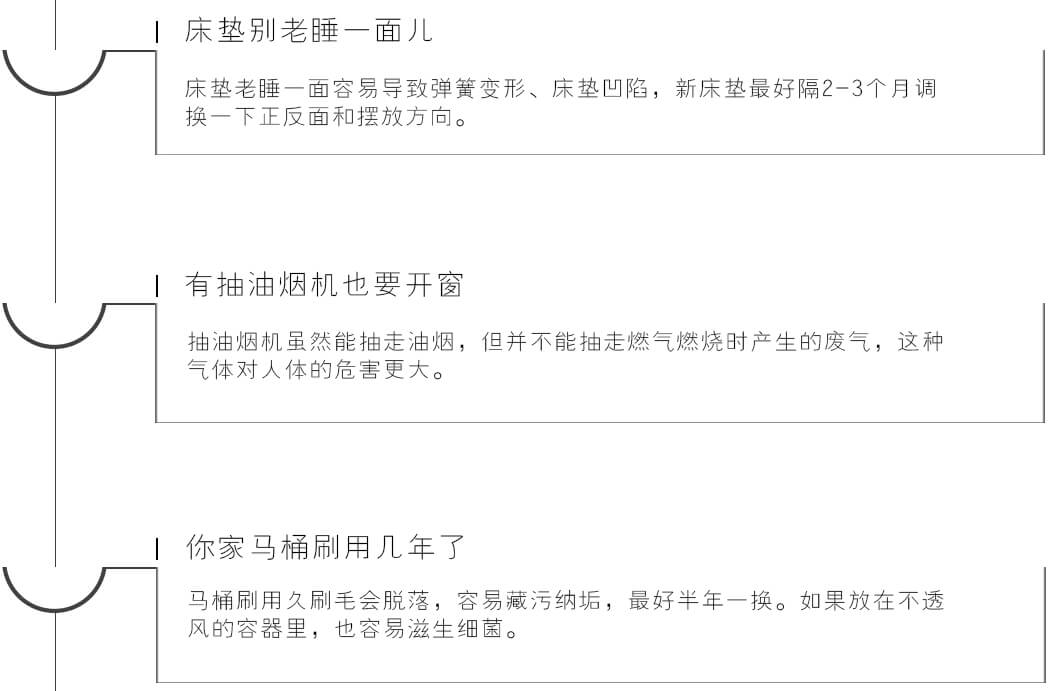 床垫别老睡一面儿
床垫老睡一面容易导致弹簧变形、床垫凹陷，新床垫最好隔2-3个月调
换一下正反面和摆放方向。
有抽油烟机也要开窗
抽油烟机虽然能抽走油烟，但并不能抽走燃气燃烧时产生的废气，这种
气体对人体的危害更大。
你家马桶刷用几年了
马桶刷用久刷毛会脱落，容易藏污纳垢，最好半年一换。如果放在不透
风的容器里，也容易滋生细菌。